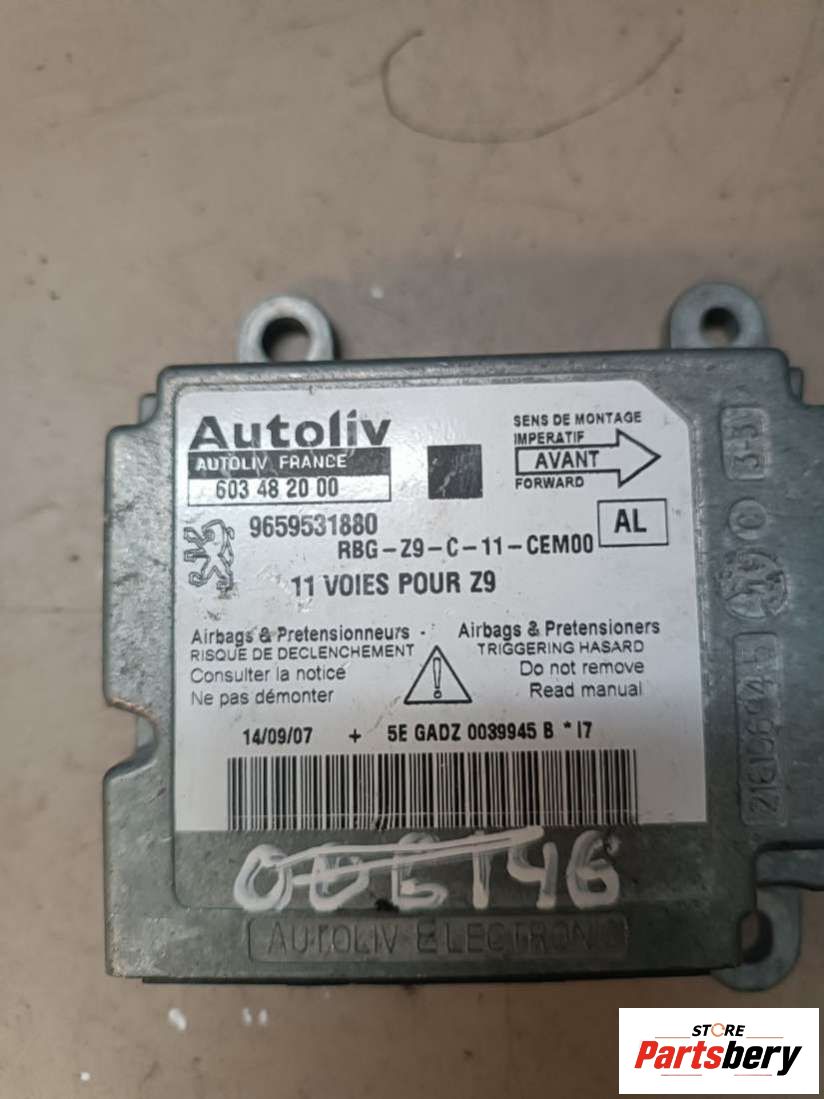 Autoliv
AUTOLIV FRANCE
603 48 20 00
SENS DE MONTAGE
IMPERATIF
AVANT
FORWARD
9659531880
AL
RBG-Z9-C-11-CEM00
11 VOIES POUR Z9
Airbags & Pretensionneurs -
RISQUE DE DECLENCHEMENT
Consulter la notice
Ne pas démonter
Airbags & Pretensioners
TRIGGERING HASARD
Do not remove
Read manual
14/09/07 + 5E GADZ 0039945 B * I7
AUTOLIV ELECTRONIC
3-3
STORE
Partsbery